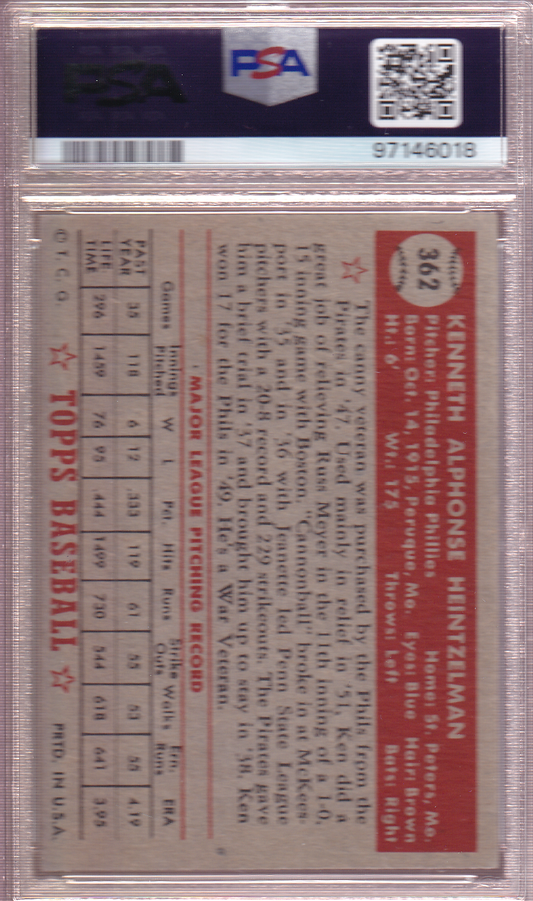 PSA
PSA
97146018
362
KENNETH ALPHONSE HEINTZELMAN
Pitcher: Philadelphia Phillies Home: St. Peters, Mo.
Born: Oct. 14, 1915, Peruque, Mo. Eyes: Blue Hair: Brown
Ht.: 6' Wt.: 175 Throws: Left Bats: Right
The canny veteran was purchased by the Phils from the
Pirates in '47. Used mainly in relief in '51, Ken did a
great job of relieving Russ Meyer in the 11th inning of a 1-0,
15 inning game with Boston. "Cannonball" broke in at McKees-
port in '35 and in '36 with Jeanette led Penn State League
pitchers with a 20-8 record and 229 strikeouts. The Pirates gave
him a brief trial in '37 and brought him up to stay in '38. Ken
won 17 for the Phils in '49. He's a War Veteran.
MAJOR LEAGUE PITCHING RECORD
Games Innings Pitched W L Pct. Hits Runs Strike Outs Walks Ern. Runs ERA
PAST YEAR 35 118 6 12 .333 119 61 55 53 55 4.19
LIFE TIME 296 1459 76 95 .444 1499 730 544 618 641 3.95
© T. C. G. TOPPS BASEBALL PRTD. IN U.S.A.